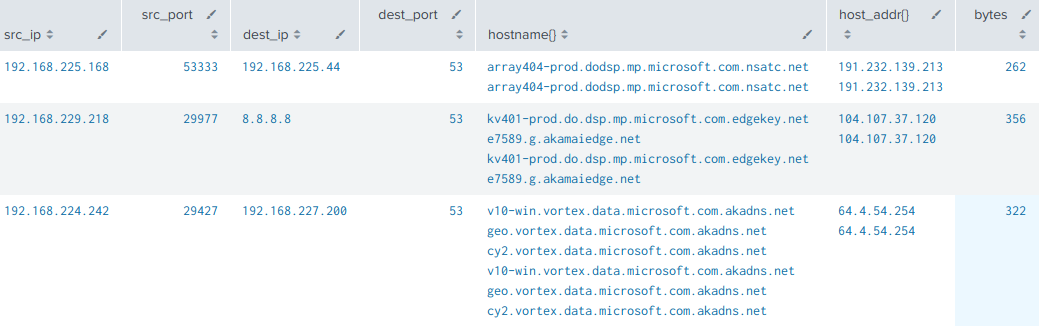 src_ip src_port dest_ip dest_port hostname{} host_addr{} bytes
192.168.225.168 53333 192.168.225.44 53 array404-prod.dodsp.mp.microsoft.com.nsatc.net 191.232.139.213 262
array404-prod.dodsp.mp.microsoft.com.nsatc.net 191.232.139.213
192.168.229.218 29977 8.8.8.8 53 kv401-prod.do.dsp.mp.microsoft.com.edgekey.net 104.107.37.120 356
e7589.g.akamaiedge.net 104.107.37.120
kv401-prod.do.dsp.mp.microsoft.com.edgekey.net
e7589.g.akamaiedge.net
192.168.224.242 29427 192.168.227.200 53 v10-win.vortex.data.microsoft.com.akadns.net 64.4.54.254 322
geo.vortex.data.microsoft.com.akadns.net 64.4.54.254
cy2.vortex.data.microsoft.com.akadns.net
v10-win.vortex.data.microsoft.com.akadns.net
geo.vortex.data.microsoft.com.akadns.net
cy2.vortex.data.microsoft.com.akadns.net